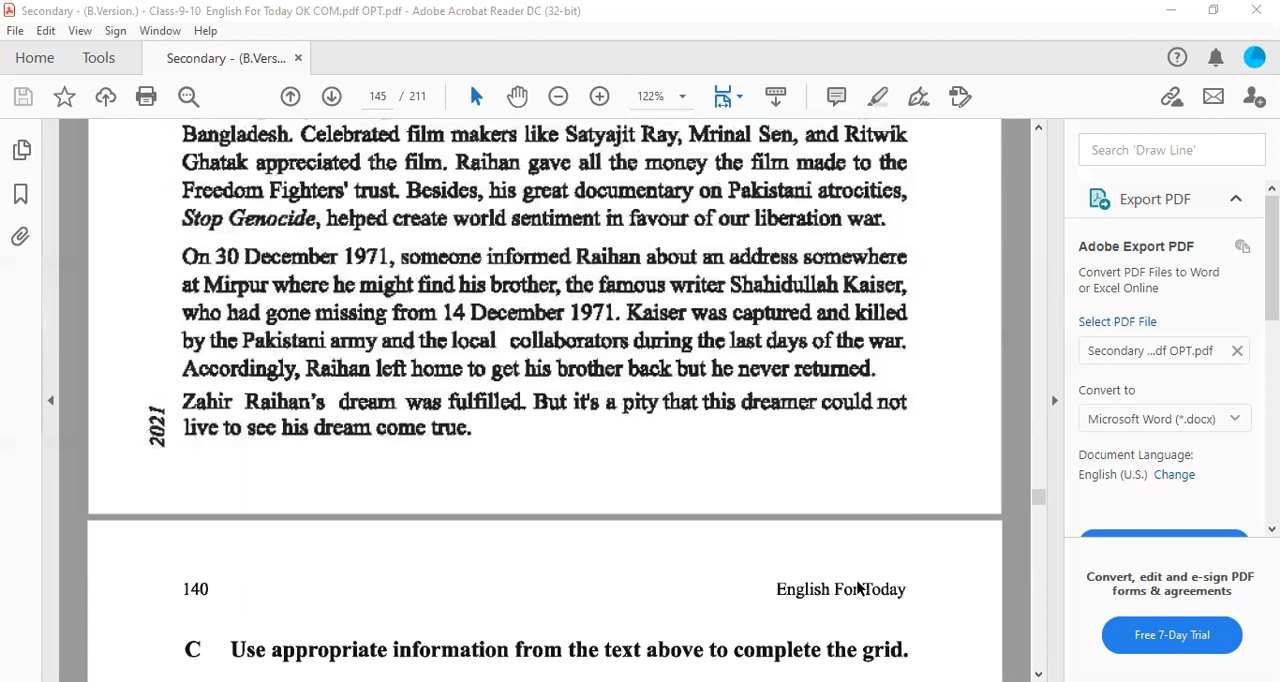 Secondary - (B.Version.) - Class-9-10 English For Today OK COM.pdf OPT.pdf - Adobe Acrobat Reader DC (32-bit)
File Edit View Sign Window Help
Home Tools Secondary - (B.Vers... ×
145 / 211 122%
Bangladesh. Celebrated film makers like Satyajit Ray, Mrinal Sen, and Ritwik
Ghatak appreciated the film. Raihan gave all the money the film made to the
Freedom Fighters' trust. Besides, his great documentary on Pakistani atrocities,
Stop Genocide, helped create world sentiment in favour of our liberation war.
On 30 December 1971, someone informed Raihan about an address somewhere
at Mirpur where he might find his brother, the famous writer Shahidullah Kaiser,
who had gone missing from 14 December 1971. Kaiser was captured and killed
by the Pakistani army and the local collaborators during the last days of the war.
Accordingly, Raihan left home to get his brother back but he never returned.
Zahir Raihan's dream was fulfilled. But it's a pity that this dreamer could not
live to see his dream come true.
2021
140 English For Today
C Use appropriate information from the text above to complete the grid.
Search 'Draw Line'
Export PDF
Adobe Export PDF
Convert PDF Files to Word
or Excel Online
Select PDF File
Secondary ...df OPT.pdf
Convert to
Microsoft Word (*.docx)
Document Language:
English (U.S.) Change
Convert, edit and e-sign PDF
forms & agreements
Free 7-Day Trial